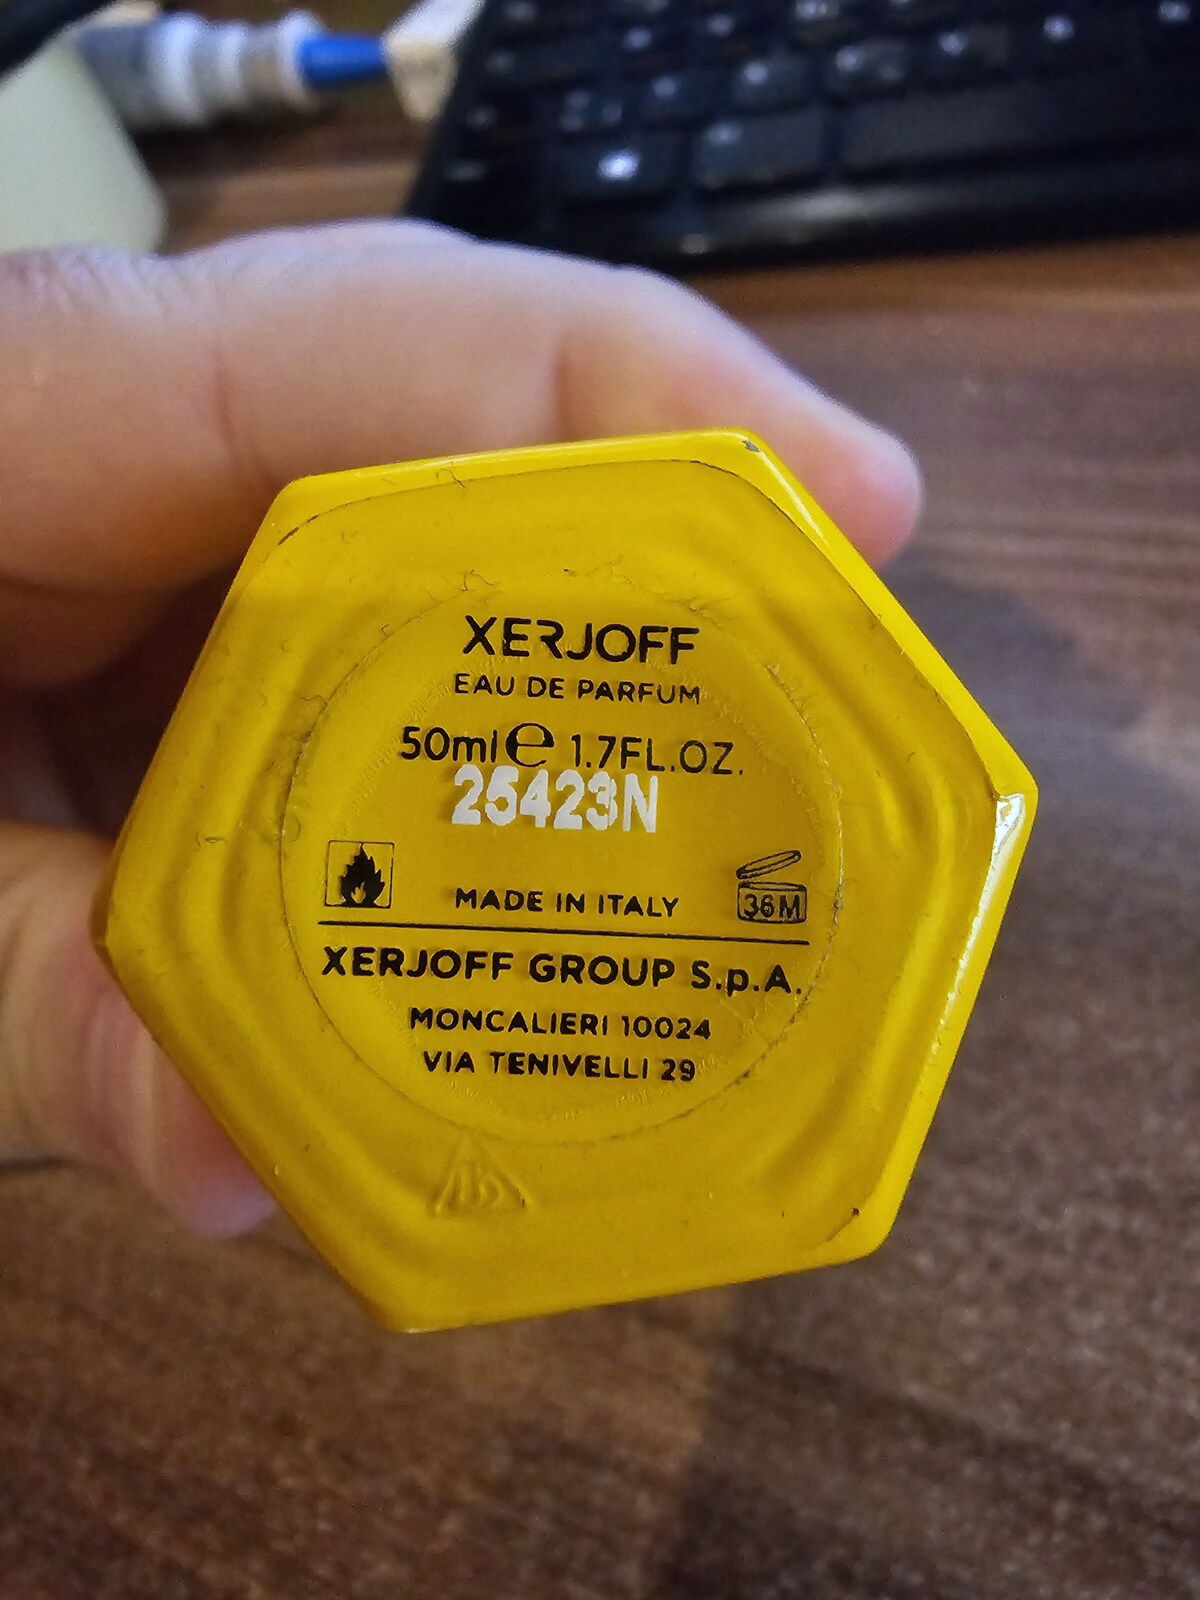 XERJOFF
EAU DE PARFUM
50ml℮ 1.7FL.OZ.
25423N
36M
MADE IN ITALY
XERJOFF GROUP S.p.A.
MONCALIERI 10024
VIA TENIVELLI 29